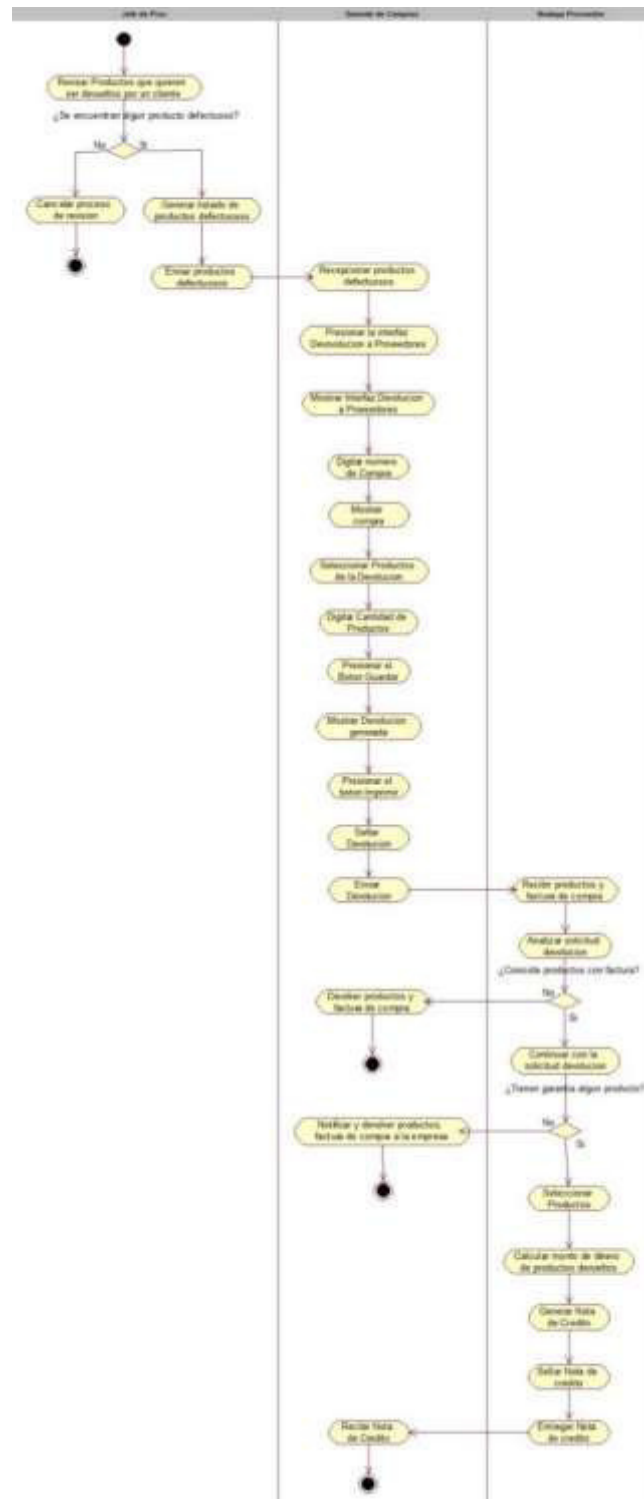 Jefe de Piso
Gerente de Compras
Bodega Proveedor
Revisar Productos que quieren
ser devueltos por un cliente
¿Se encuentran algun producto defectuoso?
No
Si
Cancelar proceso
de revision
Generar listado de
productos defectuosos
Enviar productos
defectuosos
Recepcionar productos
defectuosos
Presionar la interfaz
Devolucion a Proveedores
Mostrar Interfaz Devolucion
a Proveedores
Digitar numero
de Compra
Mostrar
compra
Seleccionar Productos
de la Devolucion
Digitar Cantidad de
Productos
Presionar el
Boton Guardar
Mostrar Devolucion
generada
Presionar el
boton Imprimir
Sellar
Devolucion
Enviar
Devolucion
Recibir productos y
factura de compra
Analizar solicitud
devolucion
¿Coincide productos con factura?
No
Si
Devolver productos y
factura de compra
Continuar con la
solicitud devolucion
¿Tienen garantia algun producto?
No
Si
Notificar y devolver productos,
factura de compra a la empresa
Seleccionar
Productos
Calcular monto de dinero
de productos devueltos
Generar Nota
de Credito
Sellar Nota de
credito
Entregar Nota
de credito
Recibir Nota
de Credito